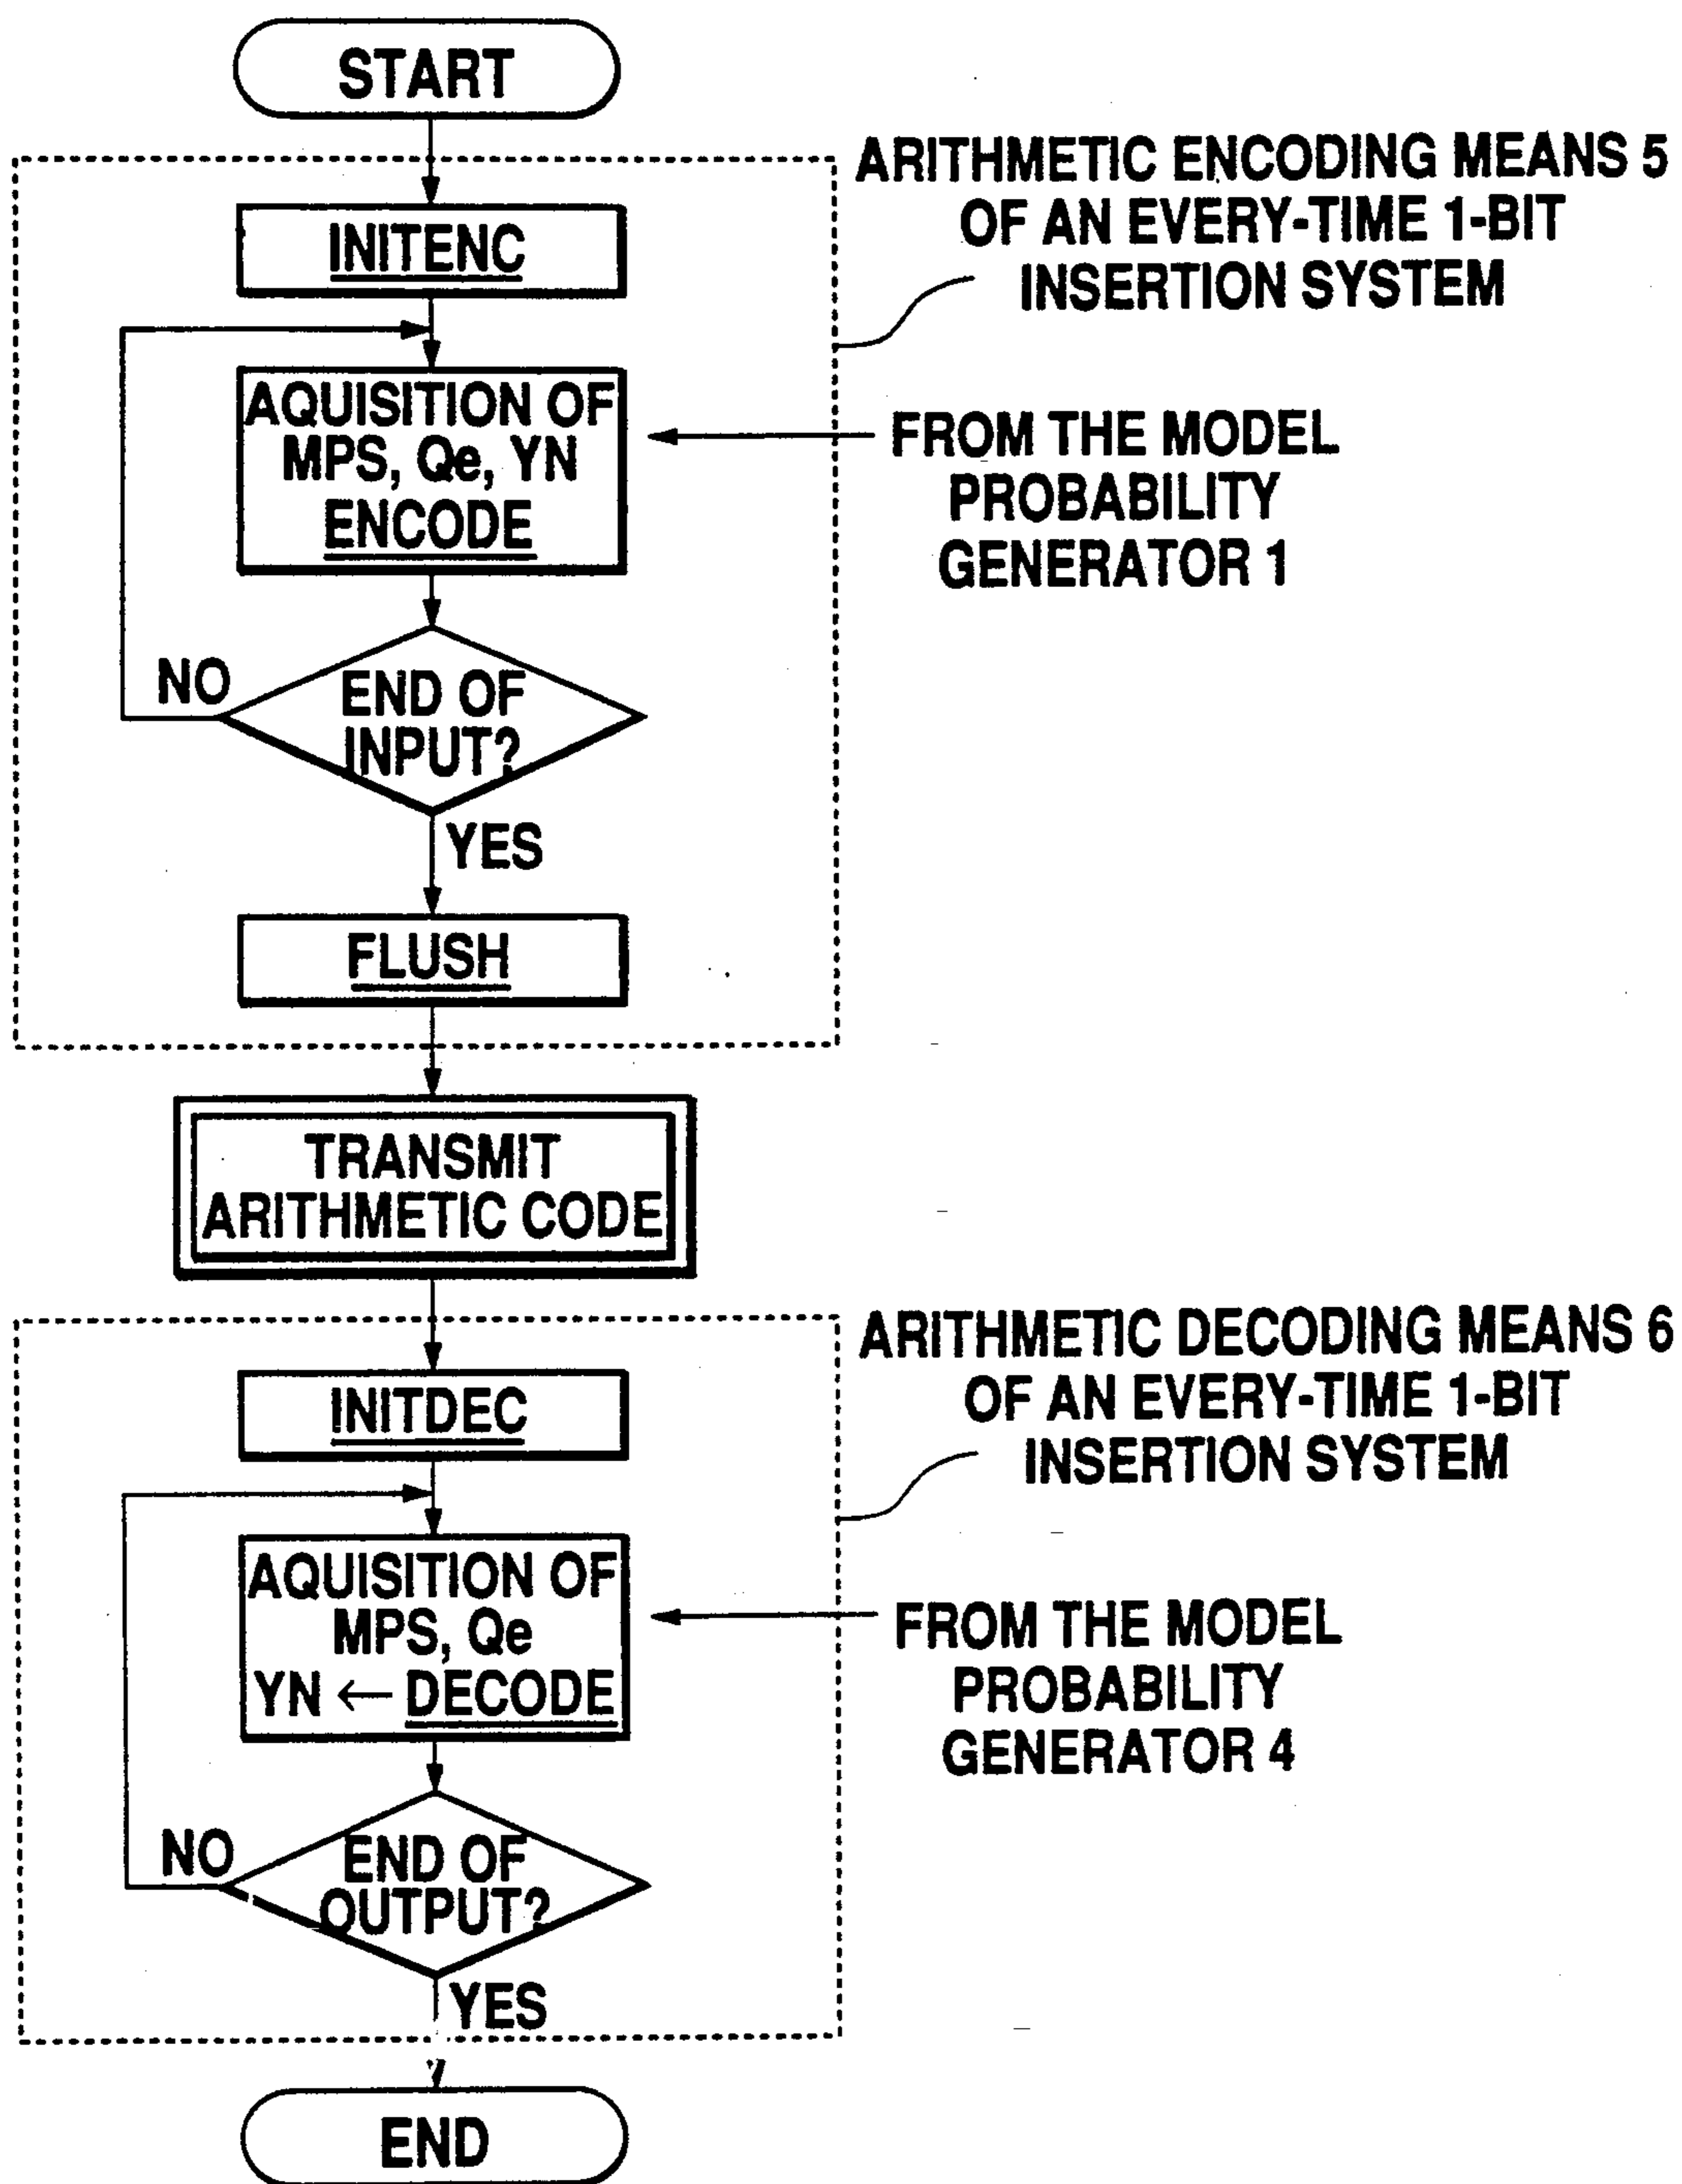 START
ARITHMETIC ENCODING MEANS 5
OF AN EVERY-TIME 1-BIT
INSERTION SYSTEM
INITENC
AQUISITION OF
MPS, Qe, YN
ENCODE
FROM THE MODEL
PROBABILITY
GENERATOR 1
NO
END OF
INPUT?
YES
FLUSH
TRANSMIT
ARITHMETIC CODE
ARITHMETIC DECODING MEANS 6
OF AN EVERY-TIME 1-BIT
INSERTION SYSTEM
INITDEC
AQUISITION OF
MPS, Qe
YN ← DECODE
FROM THE MODEL
PROBABILITY
GENERATOR 4
NO
END OF
OUTPUT?
YES
END